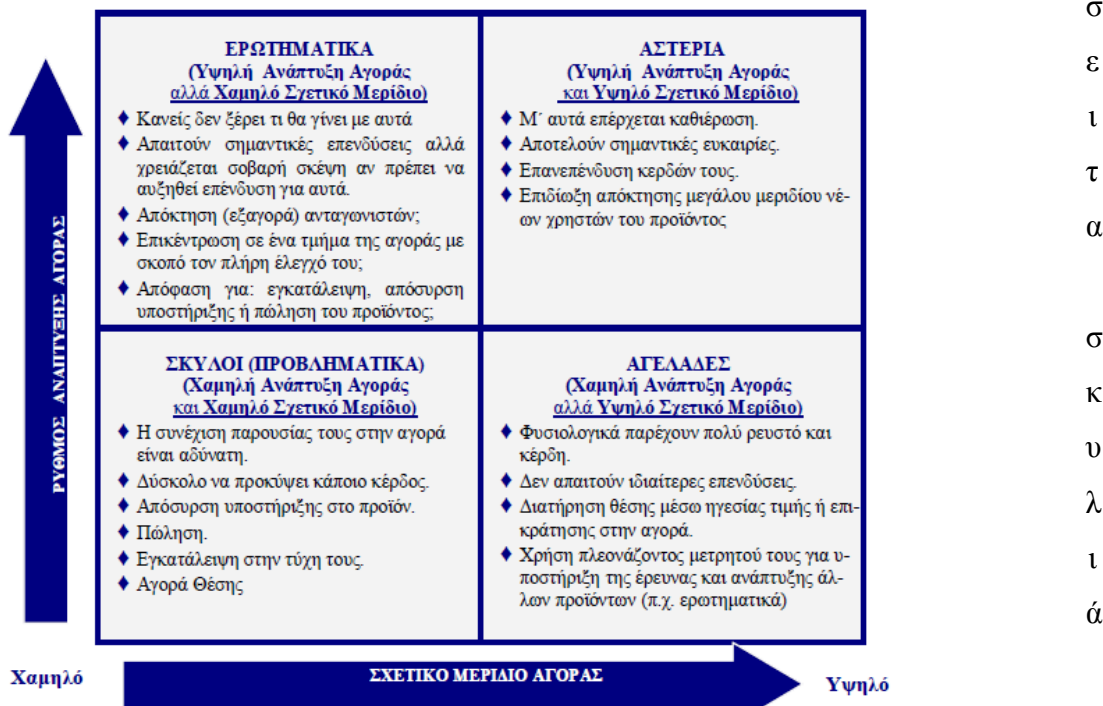 ΕΡΩΤΗΜΑΤΙΚΑ
(Υψηλή Ανάπτυξη Αγοράς
αλλά Χαμηλό Σχετικό Μερίδιο)
♦ Κανείς δεν ξέρει τι θα γίνει με αυτά
♦ Απαιτούν σημαντικές επενδύσεις αλλά
χρειάζεται σοβαρή σκέψη αν πρέπει να
αυξηθεί επένδυση για αυτά.
♦ Απόκτηση (εξαγορά) ανταγωνιστών;
♦ Επικέντρωση σε ένα τμήμα της αγοράς με
σκοπό τον πλήρη έλεγχό του;
♦ Απόφαση για: εγκατάλειψη, απόσυρση
υποστήριξης ή πώληση του προϊόντος;
ΑΣΤΕΡΙΑ
(Υψηλή Ανάπτυξη Αγοράς
και Υψηλό Σχετικό Μερίδιο)
♦ Μ΄ αυτά επέρχεται καθιέρωση.
♦ Αποτελούν σημαντικές ευκαιρίες.
♦ Επανεπένδυση κερδών τους.
♦ Επιδίωξη απόκτησης μεγάλου μεριδίου νέ-
ων χρηστών του προϊόντος
ΣΚΥΛΟΙ (ΠΡΟΒΛΗΜΑΤΙΚΑ)
(Χαμηλή Ανάπτυξη Αγοράς
και Χαμηλό Σχετικό Μερίδιο)
♦ Η συνέχιση παρουσίας τους στην αγορά
είναι αδύνατη.
♦ Δύσκολο να προκύψει κάποιο κέρδος.
♦ Απόσυρση υποστήριξης στο προϊόν.
♦ Πώληση.
♦ Εγκατάλειψη στην τύχη τους.
♦ Αγορά Θέσης
ΑΓΕΛΑΔΕΣ
(Χαμηλή Ανάπτυξη Αγοράς
αλλά Υψηλό Σχετικό Μερίδιο)
♦ Φυσιολογικά παρέχουν πολύ ρευστό και
κέρδη.
♦ Δεν απαιτούν ιδιαίτερες επενδύσεις.
♦ Διατήρηση θέσης μέσω ηγεσίας τιμής ή επι-
κράτησης στην αγορά.
♦ Χρήση πλεονάζοντος μετρητού τους για υ-
ποστήριξη της έρευνας και ανάπτυξης άλ-
λων προϊόντων (π.χ. ερωτηματικά)
ΡΥΘΜΟΣ ΑΝΑΠΤΥΞΗΣ ΑΓΟΡΑΣ
Χαμηλό
ΣΧΕΤΙΚΟ ΜΕΡΙΔΙΟ ΑΓΟΡΑΣ
Υψηλό
σ
ε
ι
τ
α
σ
κ
υ
λ
ι
ά